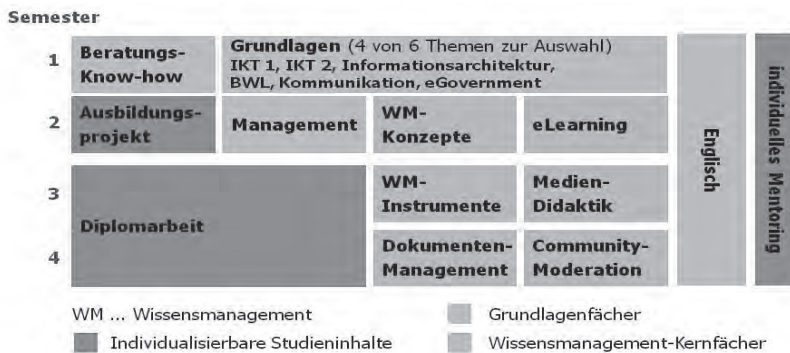 Semester
1
Beratungs-
Know-how
Grundlagen (4 von 6 Themen zur Auswahl)
IKT 1, IKT 2, Informationsarchitektur,
BWL, Kommunikation, eGovernment
2
Ausbildungs-
projekt
Management
WM-
Konzepte
eLearning
3
4
Diplomarbeit
WM-
Instrumente
Medien-
Didaktik
Dokumenten-
Management
Community-
Moderation
Englisch
individuelles Mentoring
WM ... Wissensmanagement
Grundlagenfächer
Individualisierbare Studieninhalte
Wissensmanagement-Kernfächer